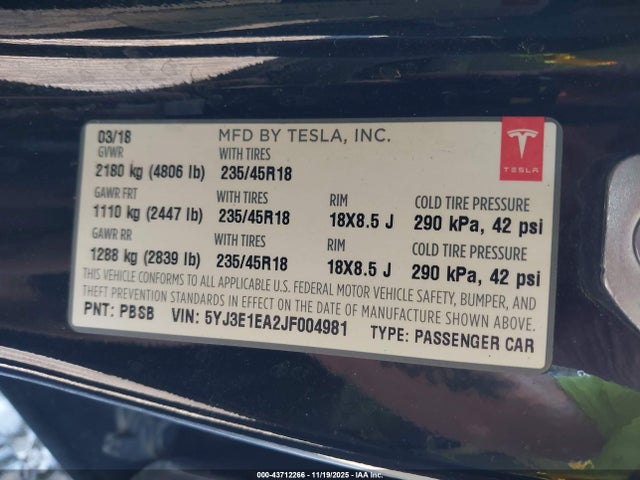 03/18 MFD BY TESLA, INC.
GVWR WITH TIRES
2180 kg (4806 lb) 235/45R18
GAWR FRT WITH TIRES RIM COLD TIRE PRESSURE
1110 kg (2447 lb) 235/45R18 18X8.5 J 290 kPa, 42 psi
GAWR RR WITH TIRES RIM COLD TIRE PRESSURE
1288 kg (2839 lb) 235/45R18 18X8.5 J 290 kPa, 42 psi
THIS VEHICLE CONFORMS TO ALL APPLICABLE U.S. FEDERAL MOTOR VEHICLE SAFETY, BUMPER, AND
THEFT PREVENTION STANDARDS IN EFFECT ON THE DATE OF MANUFACTURE SHOWN ABOVE.
PNT: PBSB VIN: 5YJ3E1EA2JF004981 TYPE: PASSENGER CAR
TESLA
000-43712266 - 11/19/2025 - IAA Inc.